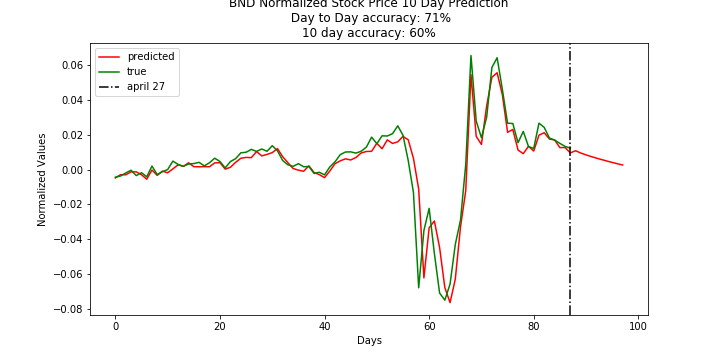 BND Normalized Stock Price 10 Day Prediction
Day to Day accuracy: 71%
10 day accuracy: 60%
predicted
true
april 27
Normalized Values
0.06
0.04
0.02
0.00
−0.02
−0.04
−0.06
−0.08
0
20
40
60
80
100
Days